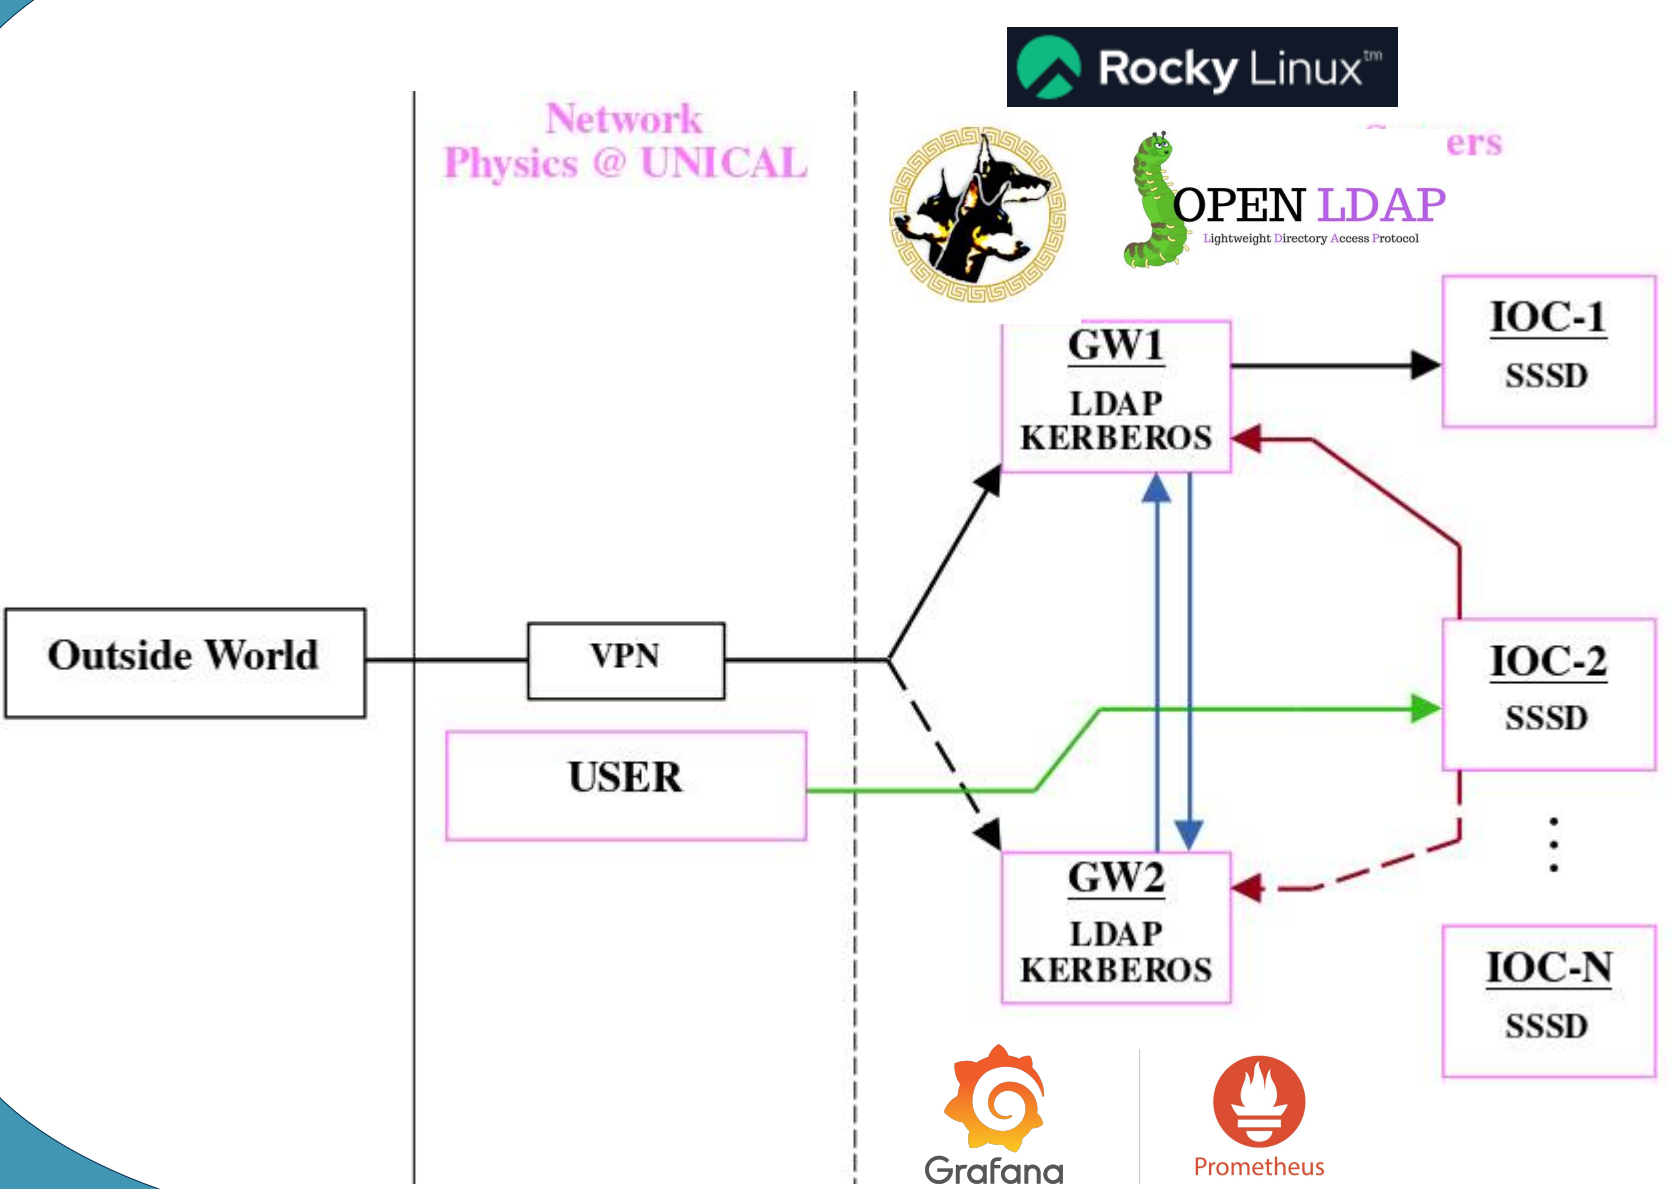 Rocky Linux™
Network
Physics @ UNICAL
ers
OPEN LDAP
Lightweight Directory Access Protocol
GW1
LDAP
KERBEROS
IOC-1
SSSD
Outside World
VPN
USER
IOC-2
SSSD
GW2
LDAP
KERBEROS
IOC-N
SSSD
Grafana
Prometheus